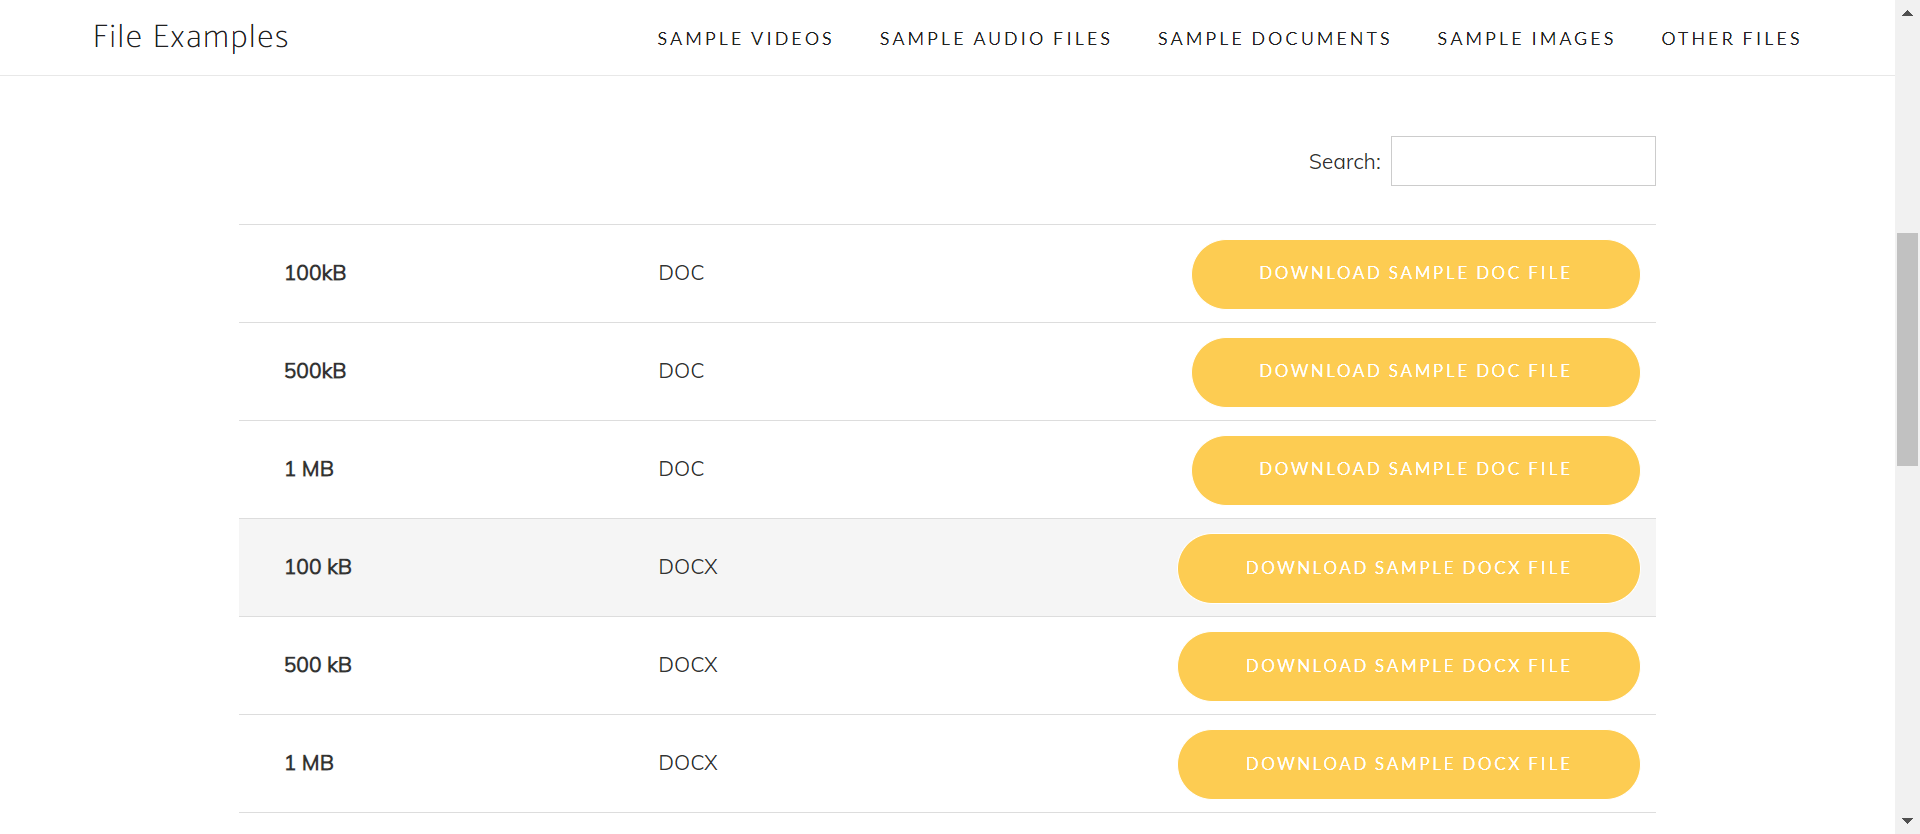 File Examples SAMPLE VIDEOS SAMPLE AUDIO FILES SAMPLE DOCUMENTS SAMPLE IMAGES OTHER FILES
Search:
100kB DOC DOWNLOAD SAMPLE DOC FILE
500kB DOC DOWNLOAD SAMPLE DOC FILE
1 MB DOC DOWNLOAD SAMPLE DOC FILE
100 kB DOCX DOWNLOAD SAMPLE DOCX FILE
500 kB DOCX DOWNLOAD SAMPLE DOCX FILE
1 MB DOCX DOWNLOAD SAMPLE DOCX FILE